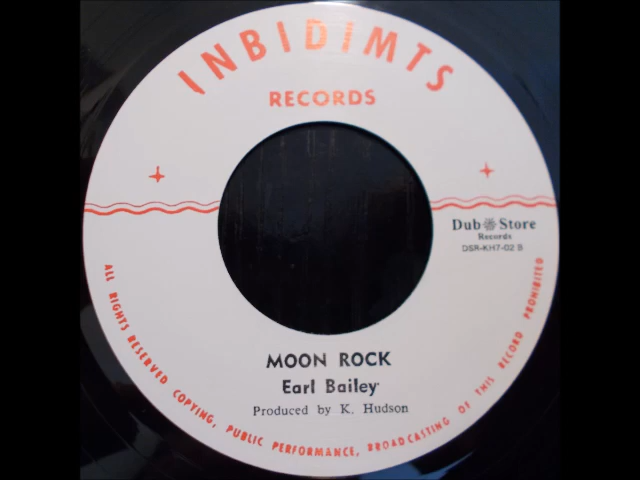 INBIDIMTS
RECORDS
Dub Store
Records
DSR-KH7-02 B
MOON ROCK
Earl Bailey
Produced by K. Hudson
ALL RIGHTS RESERVED COPYING, PUBLIC PERFORMANCE, BROADCASTING OF THIS RECORD PROHIBITED